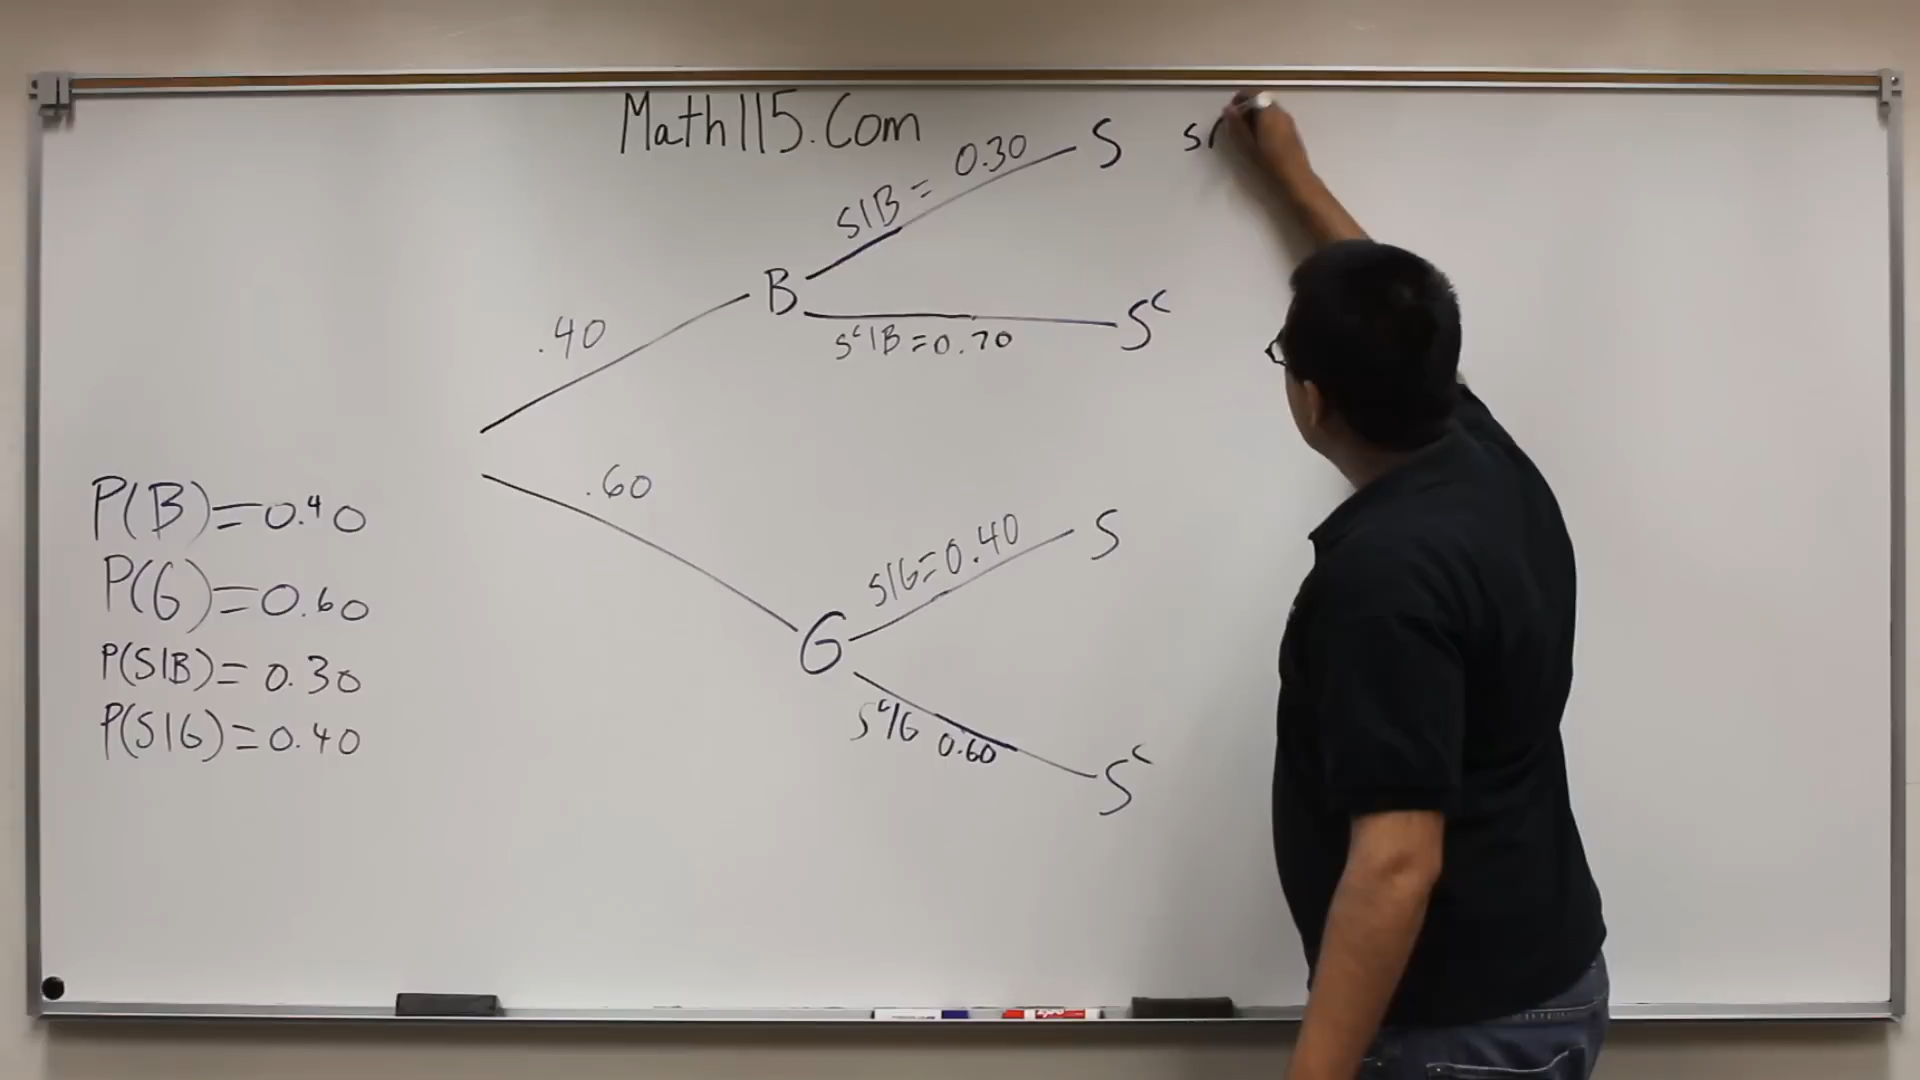 Math115.Com
S|B = 0.30
S
S
B
.40
S^c|B = 0.70
S^c
.60
P(B)=0.40
P(G)=0.60
P(S|B)= 0.30
P(S|G)=0.40
S|G=0.40
S
G
S^c|G 0.60
S^c